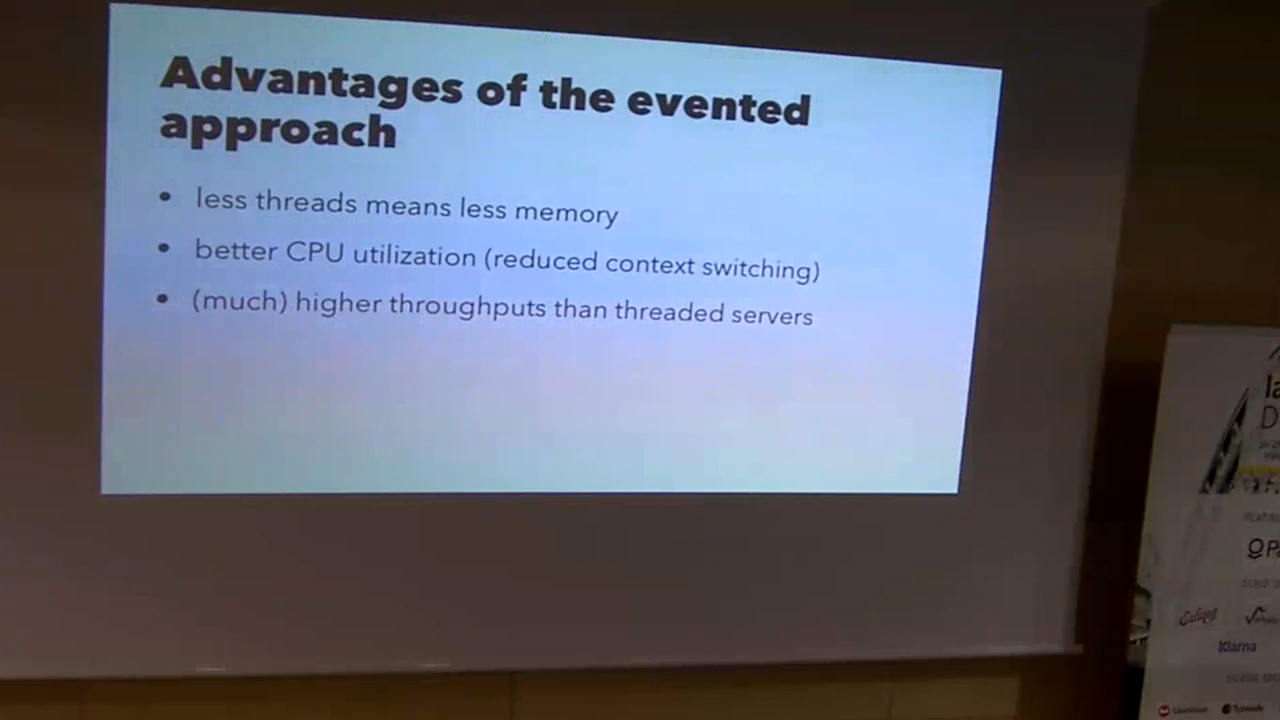 Advantages of the evented
approach
• less threads means less memory
• better CPU utilization (reduced context switching)
• (much) higher throughputs than threaded servers
Klarna